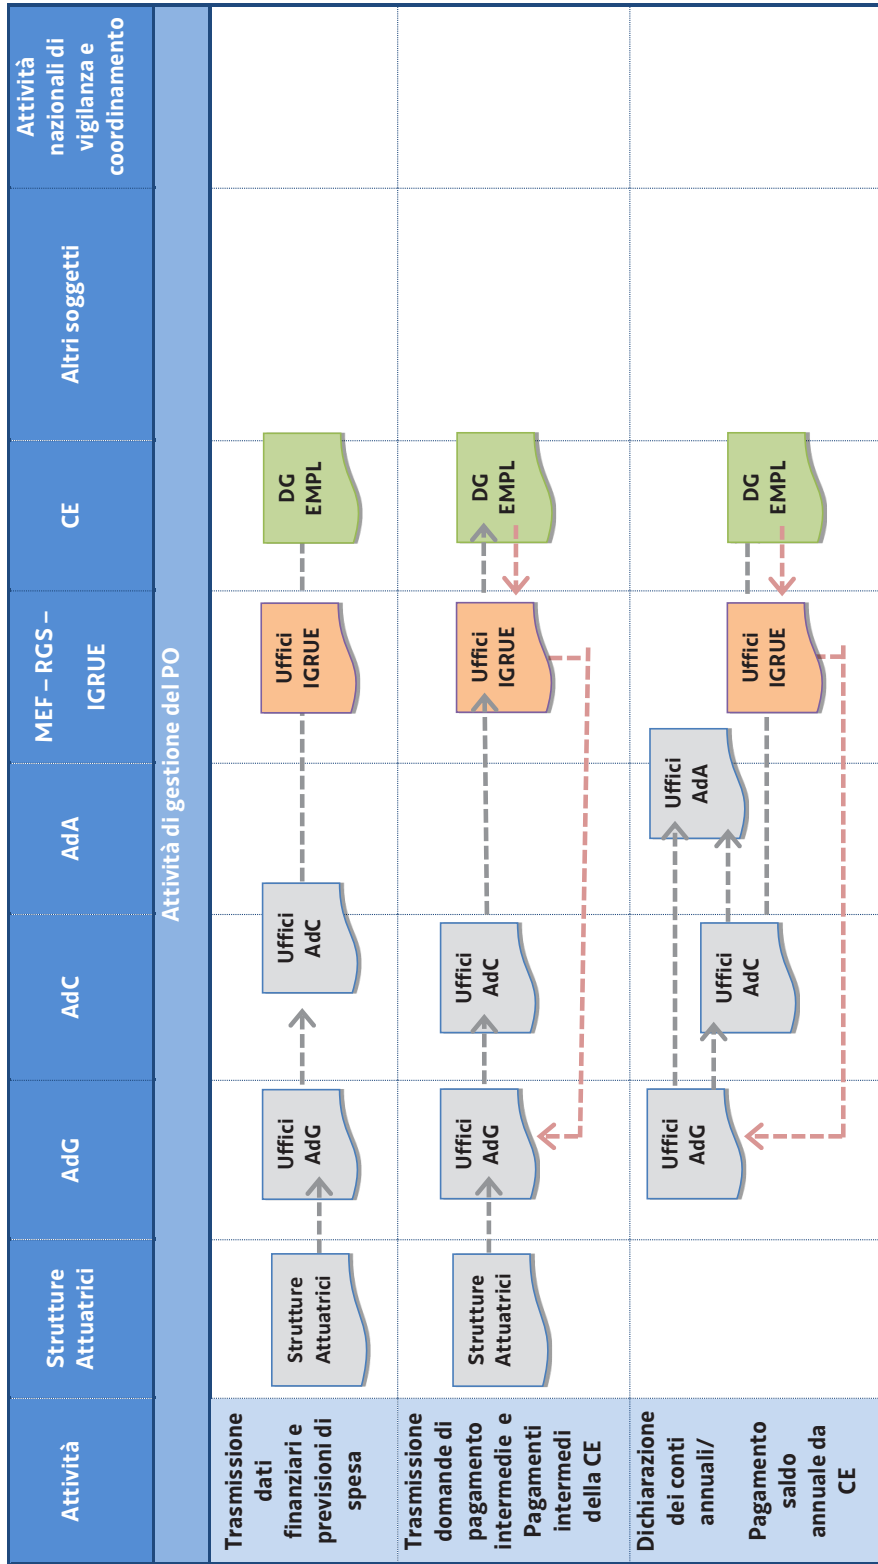 Attività
Strutture
Attuatrici
AdG
AdC
AdA
MEF – RGS –
IGRUE
CE
Altri soggetti
Attività
nazionali di
vigilanza e
coordinamento
Attività di gestione del PO
Trasmissione
dati
finanziari e
previsioni di
spesa
Strutture
Attuatrici
Uffici
AdG
Uffici
AdC
Uffici
IGRUE
DG
EMPL
Trasmissione
domande di
pagamento
intermedie e
Pagamenti
intermedi
della CE
Strutture
Attuatrici
Uffici
AdG
Uffici
AdC
Uffici
IGRUE
DG
EMPL
Dichiarazione
dei conti
annuali/
Pagamento
saldo
annuale da
CE
Uffici
AdG
Uffici
AdC
Uffici
AdA
Uffici
IGRUE
DG
EMPL